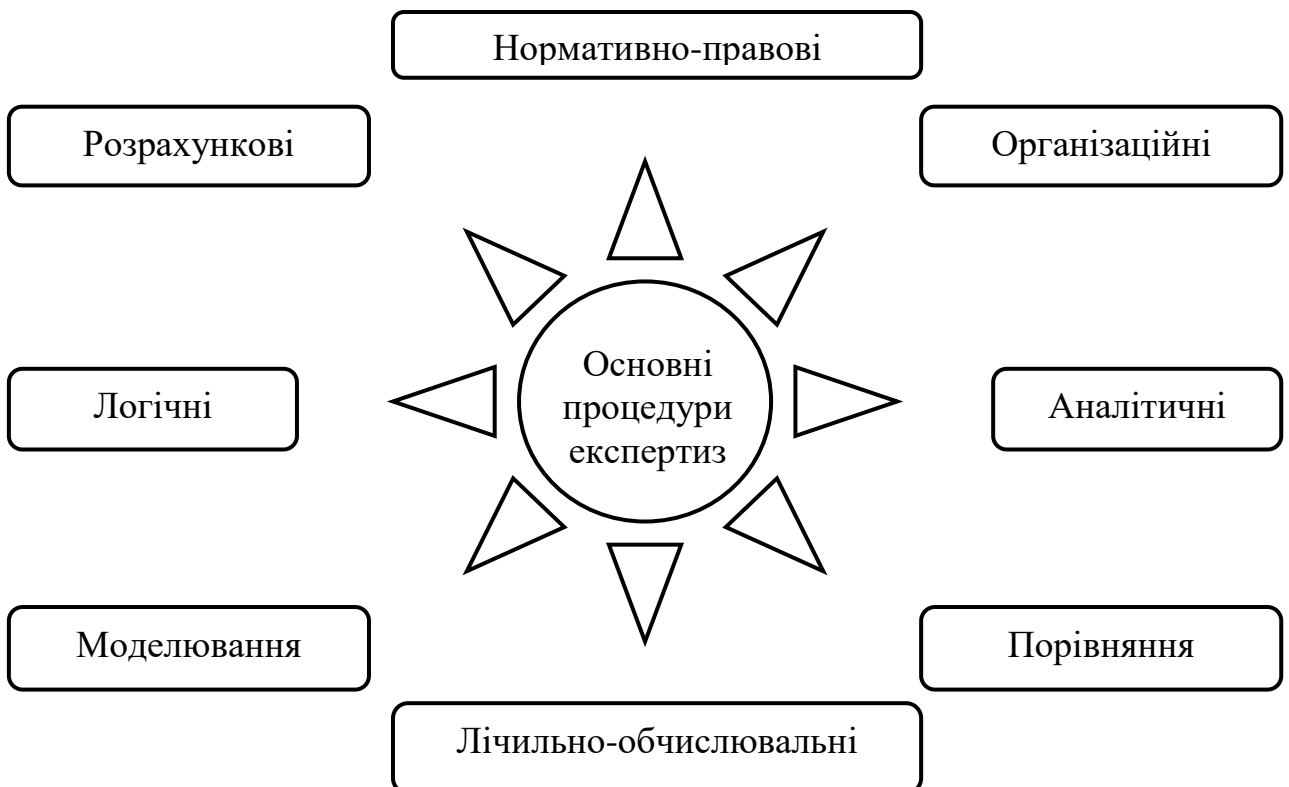 Нормативно-правові
Розрахункові
Організаційні
Основні
процедури
експертиз
Логічні
Аналітичні
Моделювання
Порівняння
Лічильно-обчислювальні